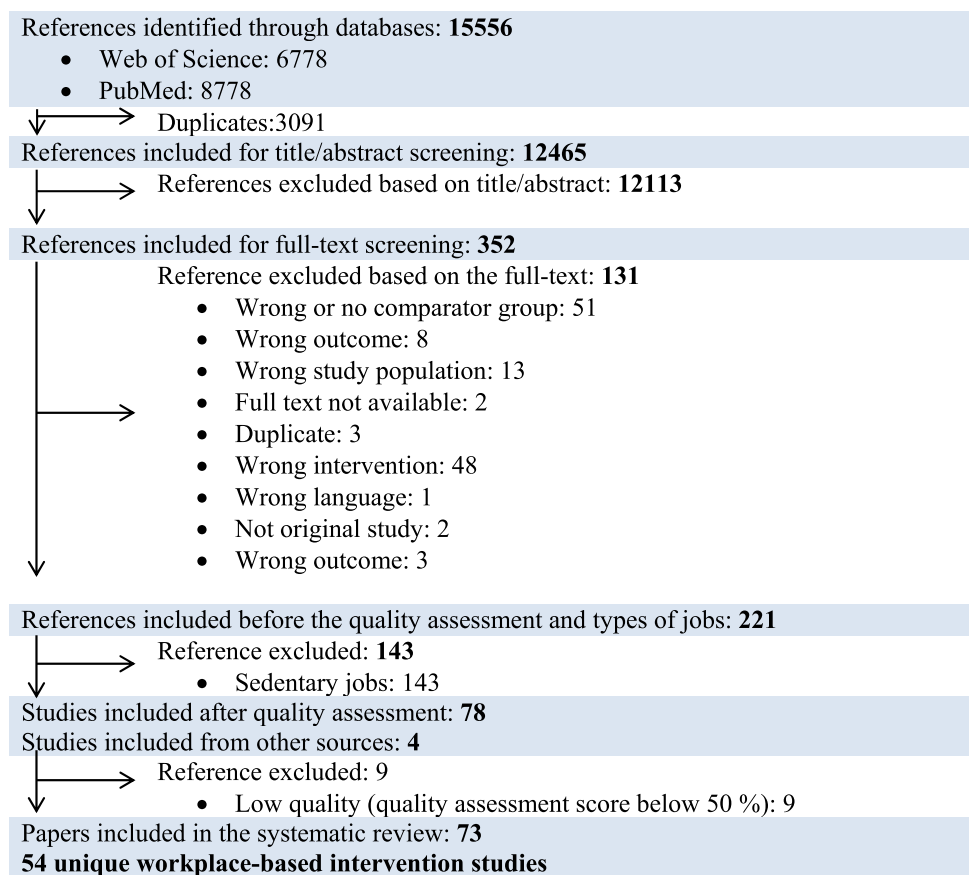 References identified through databases: 15556
• Web of Science: 6778
• PubMed: 8778
Duplicates:3091
References included for title/abstract screening: 12465
References excluded based on title/abstract: 12113
References included for full-text screening: 352
Reference excluded based on the full-text: 131
• Wrong or no comparator group: 51
• Wrong outcome: 8
• Wrong study population: 13
• Full text not available: 2
• Duplicate: 3
• Wrong intervention: 48
• Wrong language: 1
• Not original study: 2
• Wrong outcome: 3
References included before the quality assessment and types of jobs: 221
Reference excluded: 143
• Sedentary jobs: 143
Studies included after quality assessment: 78
Studies included from other sources: 4
Reference excluded: 9
• Low quality (quality assessment score below 50 %): 9
Papers included in the systematic review: 73
54 unique workplace-based intervention studies